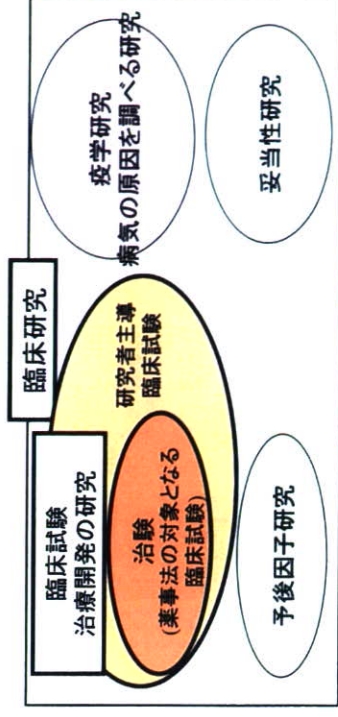 臨床研究
臨床試験
治療開発の研究
研究者主導
臨床試験
治験
(薬事法の対象となる
臨床試験)
疫学研究
病気の原因を調べる研究
予後因子研究
妥当性研究